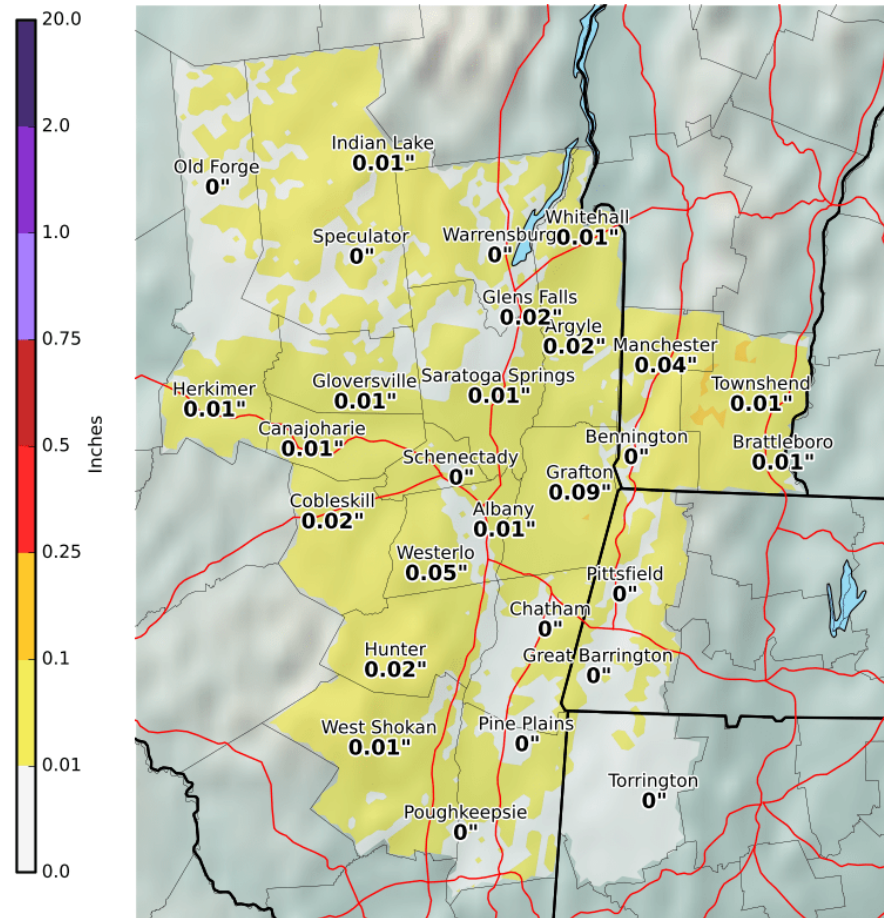 20.0
2.0
1.0
0.75
0.5
0.25
0.1
0.01
0.0
Inches
Indian Lake
0.01"
Old Forge
0"
Whitehall
0.01"
Speculator
0"
Warrensburg
0"
Glens Falls
0.02"
Argyle
0.02"
Manchester
0.04"
Herkimer
0.01"
Gloversville
0.01"
Saratoga Springs
0.01"
Townshend
0.01"
Canajoharie
0.01"
Schenectady
0"
Bennington
0"
Brattleboro
0.01"
Cobleskill
0.02"
Albany
0.01"
Grafton
0.09"
Westerlo
0.05"
Pittsfield
0"
Chatham
0"
Hunter
0.02"
Great Barrington
0"
West Shokan
0.01"
Pine Plains
0"
Torrington
0"
Poughkeepsie
0"